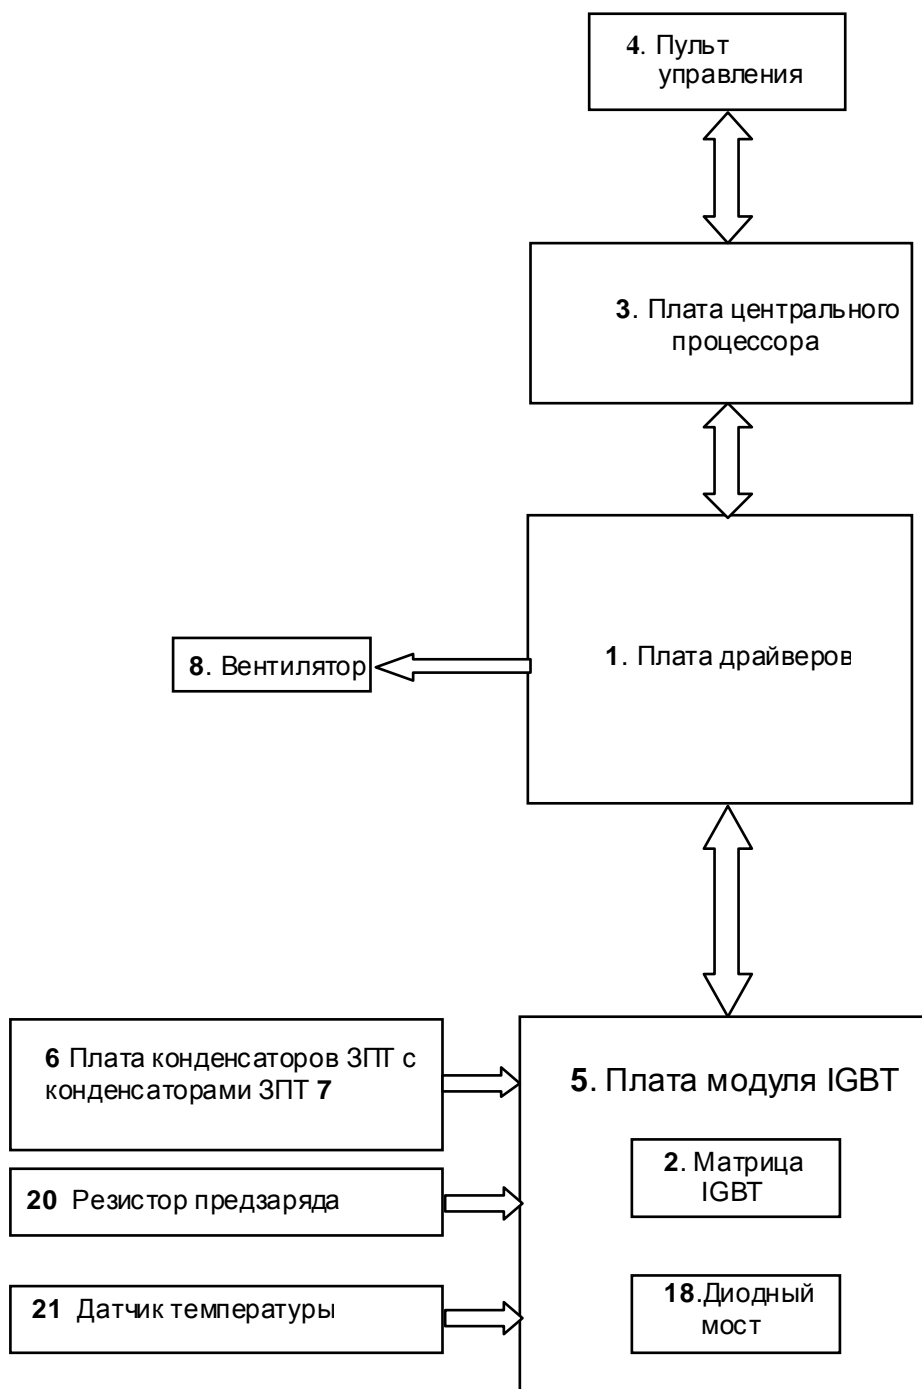 4. Пульт
управления
3. Плата центрального
процессора
1. Плата драйверов
8. Вентилятор
6 Плата конденсаторов ЗПТ с
конденсаторами ЗПТ 7
5. Плата модуля IGBT
2. Матрица
IGBT
20 Резистор предзаряда
18.Диодный
мост
21 Датчик температуры